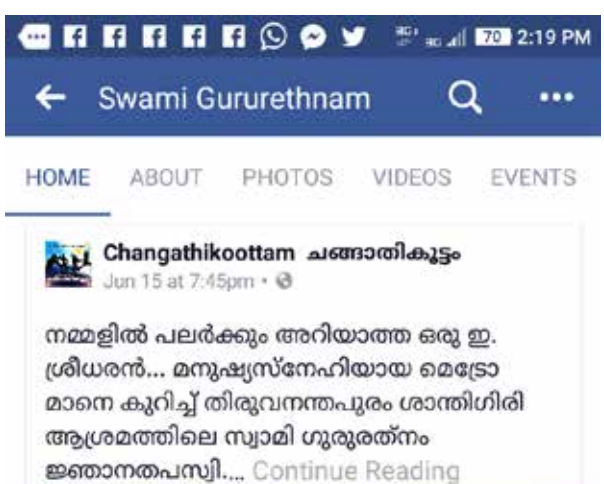 70 2:19 PM
Swami Gururethnam
HOME ABOUT PHOTOS VIDEOS EVENTS
Changathikoottam ചങ്ങാതികൂട്ടം
Jun 15 at 7:45pm
നമ്മളിൽ പലർക്കും അറിയാത്ത ഒരു ഇ.
ശ്രീധരൻ... മനുഷ്യസ്നേഹിയായ മെട്രോ
മാനെ കുറിച്ച് തിരുവനന്തപുരം ശാന്തിഗിരി
ആശ്രമത്തിലെ സ്വാമി ഗുരുരത്നം
ജ്ഞാനതപസ്വി.... Continue Reading